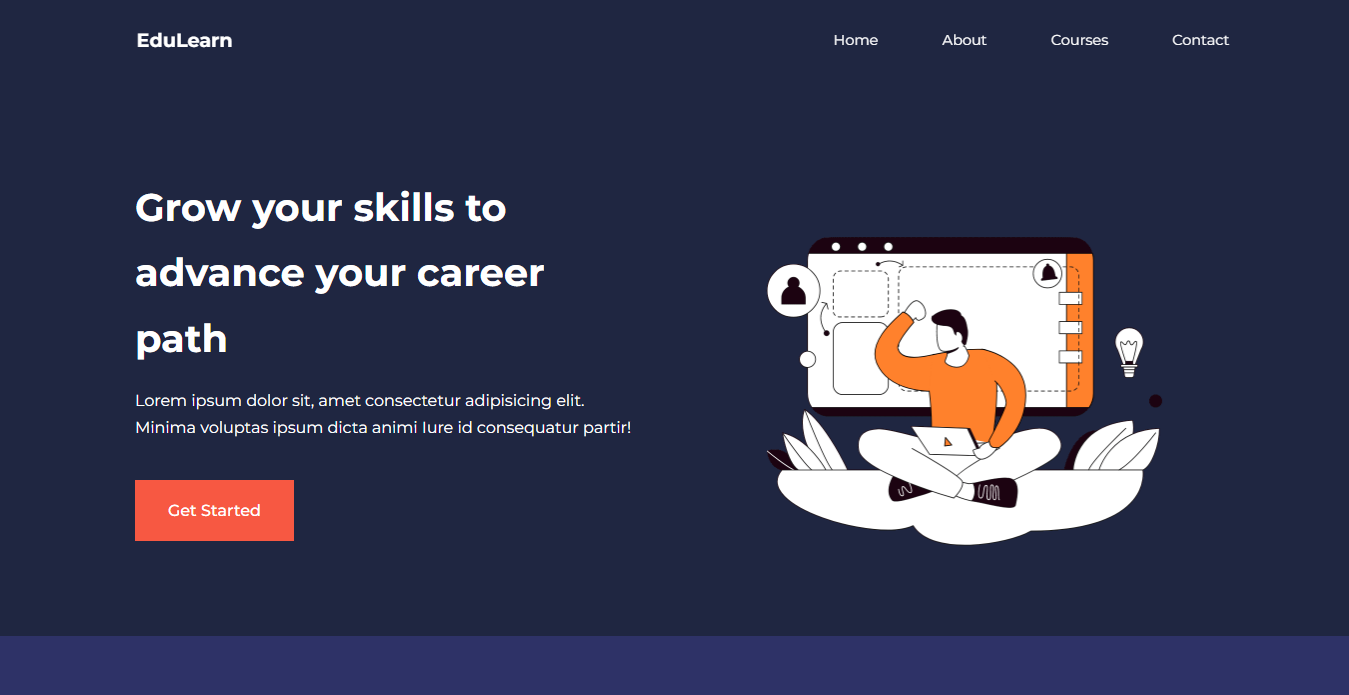 EduLearn
Home
About
Courses
Contact
Grow your skills to
advance your career
path
Lorem ipsum dolor sit, amet consectetur adipisicing elit.
Minima voluptas ipsum dicta animi Iure id consequatur partir!
Get Started